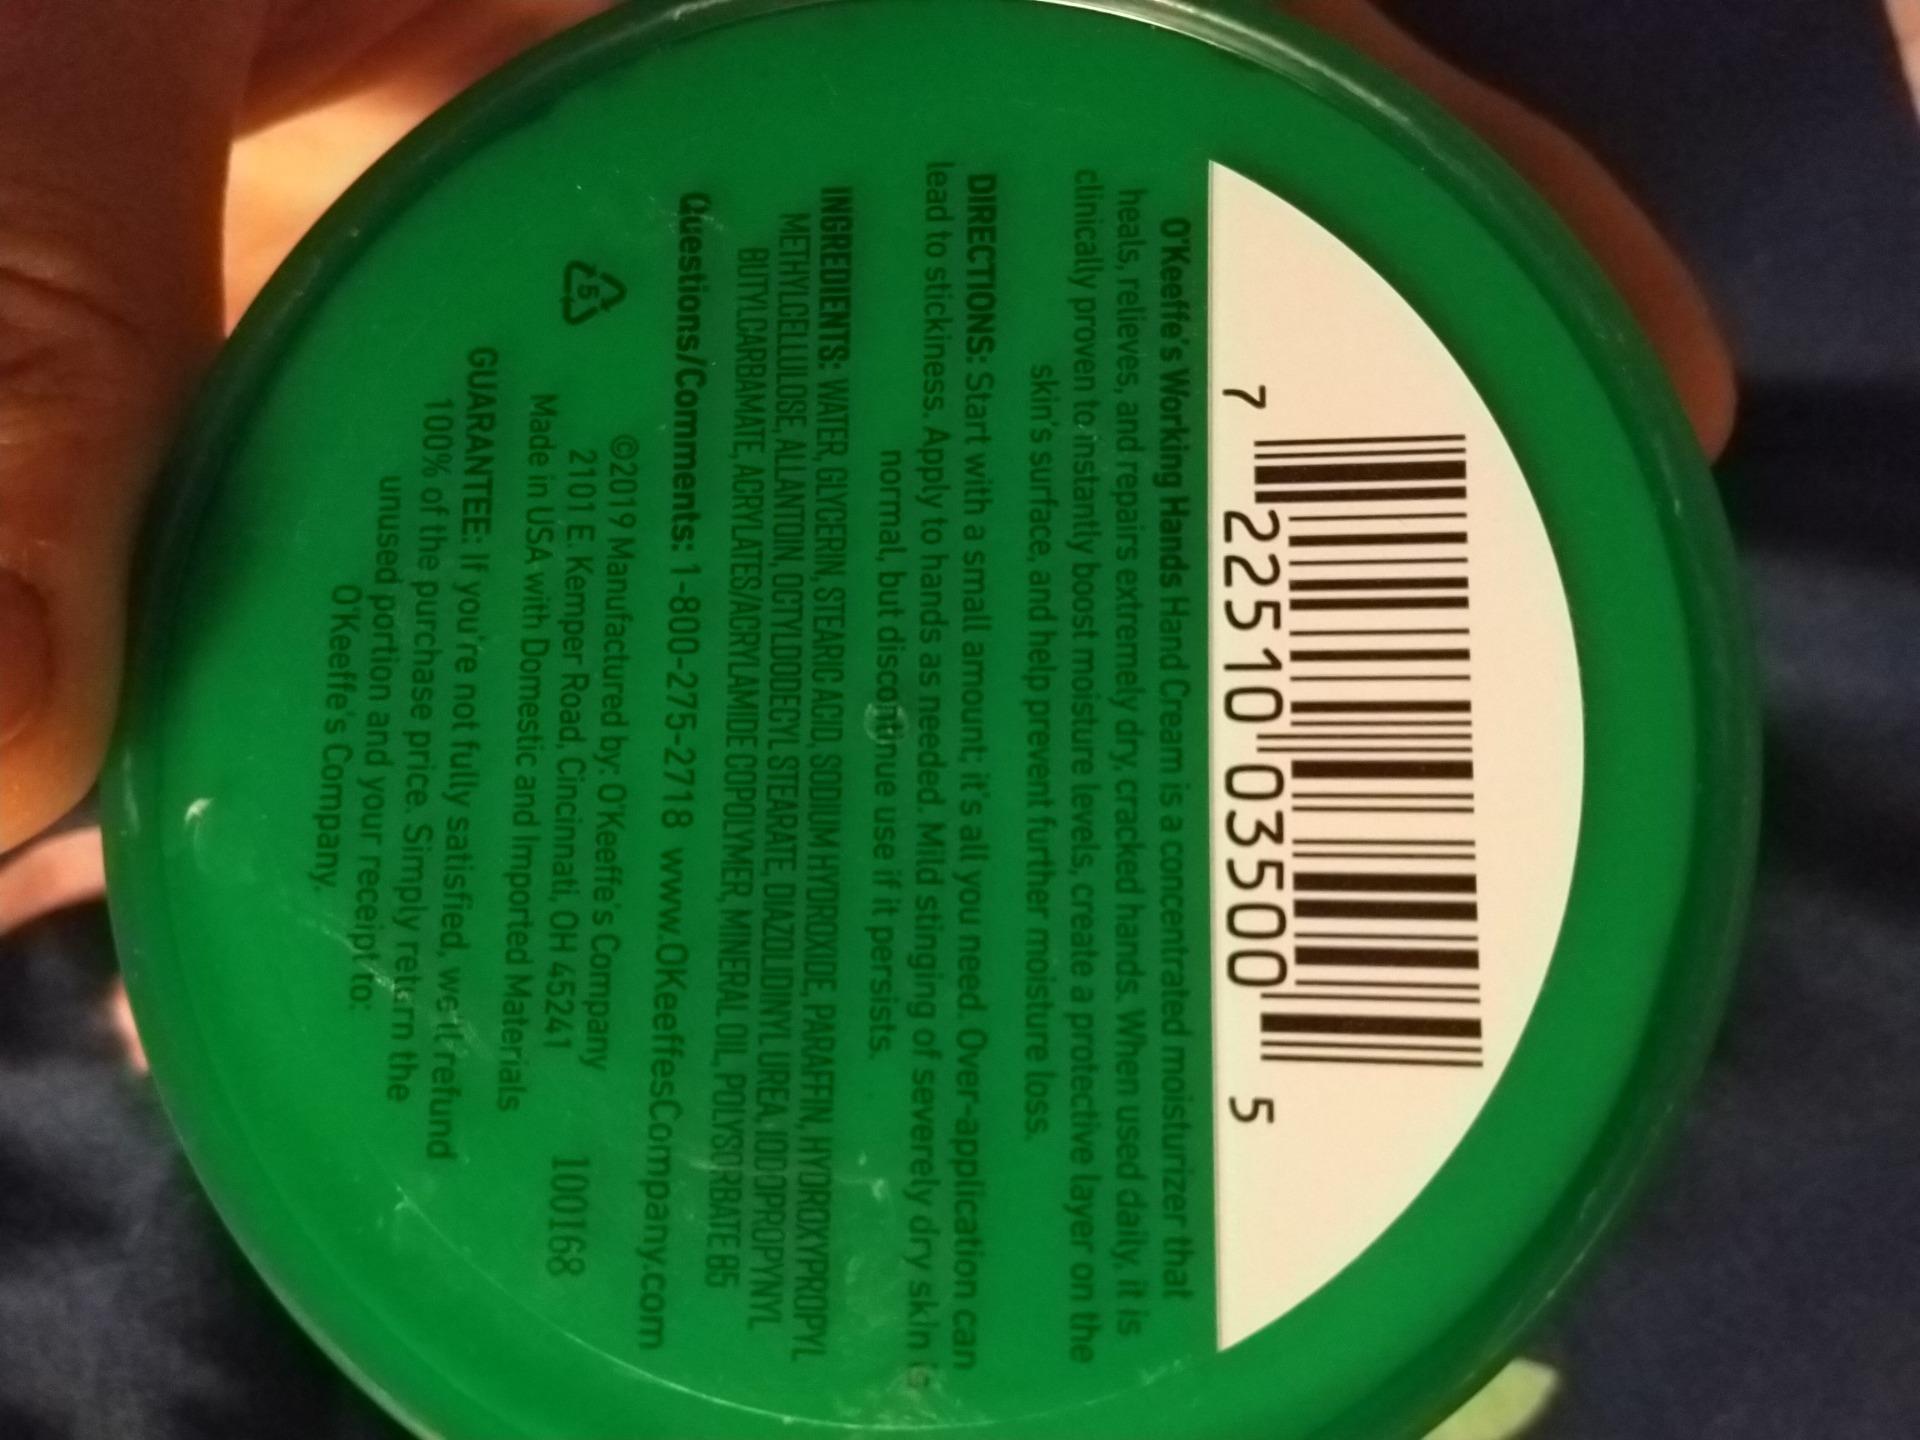 7 22510 03500 5
O'Keeffe's Working Hands Hand Cream is a concentrated moisturizer that
heals, relieves, and repairs extremely dry, cracked hands. When used daily, it is
clinically proven to instantly boost moisture levels, create a protective layer on the
skin's surface, and help prevent further moisture loss.
DIRECTIONS: Start with a small amount; it's all you need. Over-application can
lead to stickiness. Apply to hands as needed. Mild stinging of severely dry skin is
normal, but discontinue use if it persists.
INGREDIENTS: WATER, GLYCERIN, STEARIC ACID, SODIUM HYDROXIDE, PARAFFIN, HYDROXYPROPYL
METHYLCELLULOSE, ALLANTOIN, OCTYLDODECYL STEARATE, DIAZOLIDINYL UREA, IODOPROPYNYL
BUTYLCARBAMATE, ACRYLATES/ACRYLAMIDE COPOLYMER, MINERAL OIL, POLYSORBATE 85
Questions/Comments: 1-800-275-2718 www.OKeeffesCompany.com
5
©2019 Manufactured by: O'Keeffe's Company
2101 E. Kemper Road, Cincinnati, OH 45241
Made in USA with Domestic and Imported Materials
100168
GUARANTEE: If you're not fully satisfied, we'll refund
100% of the purchase price. Simply return the
unused portion and your receipt to:
O'Keeffe's Company.